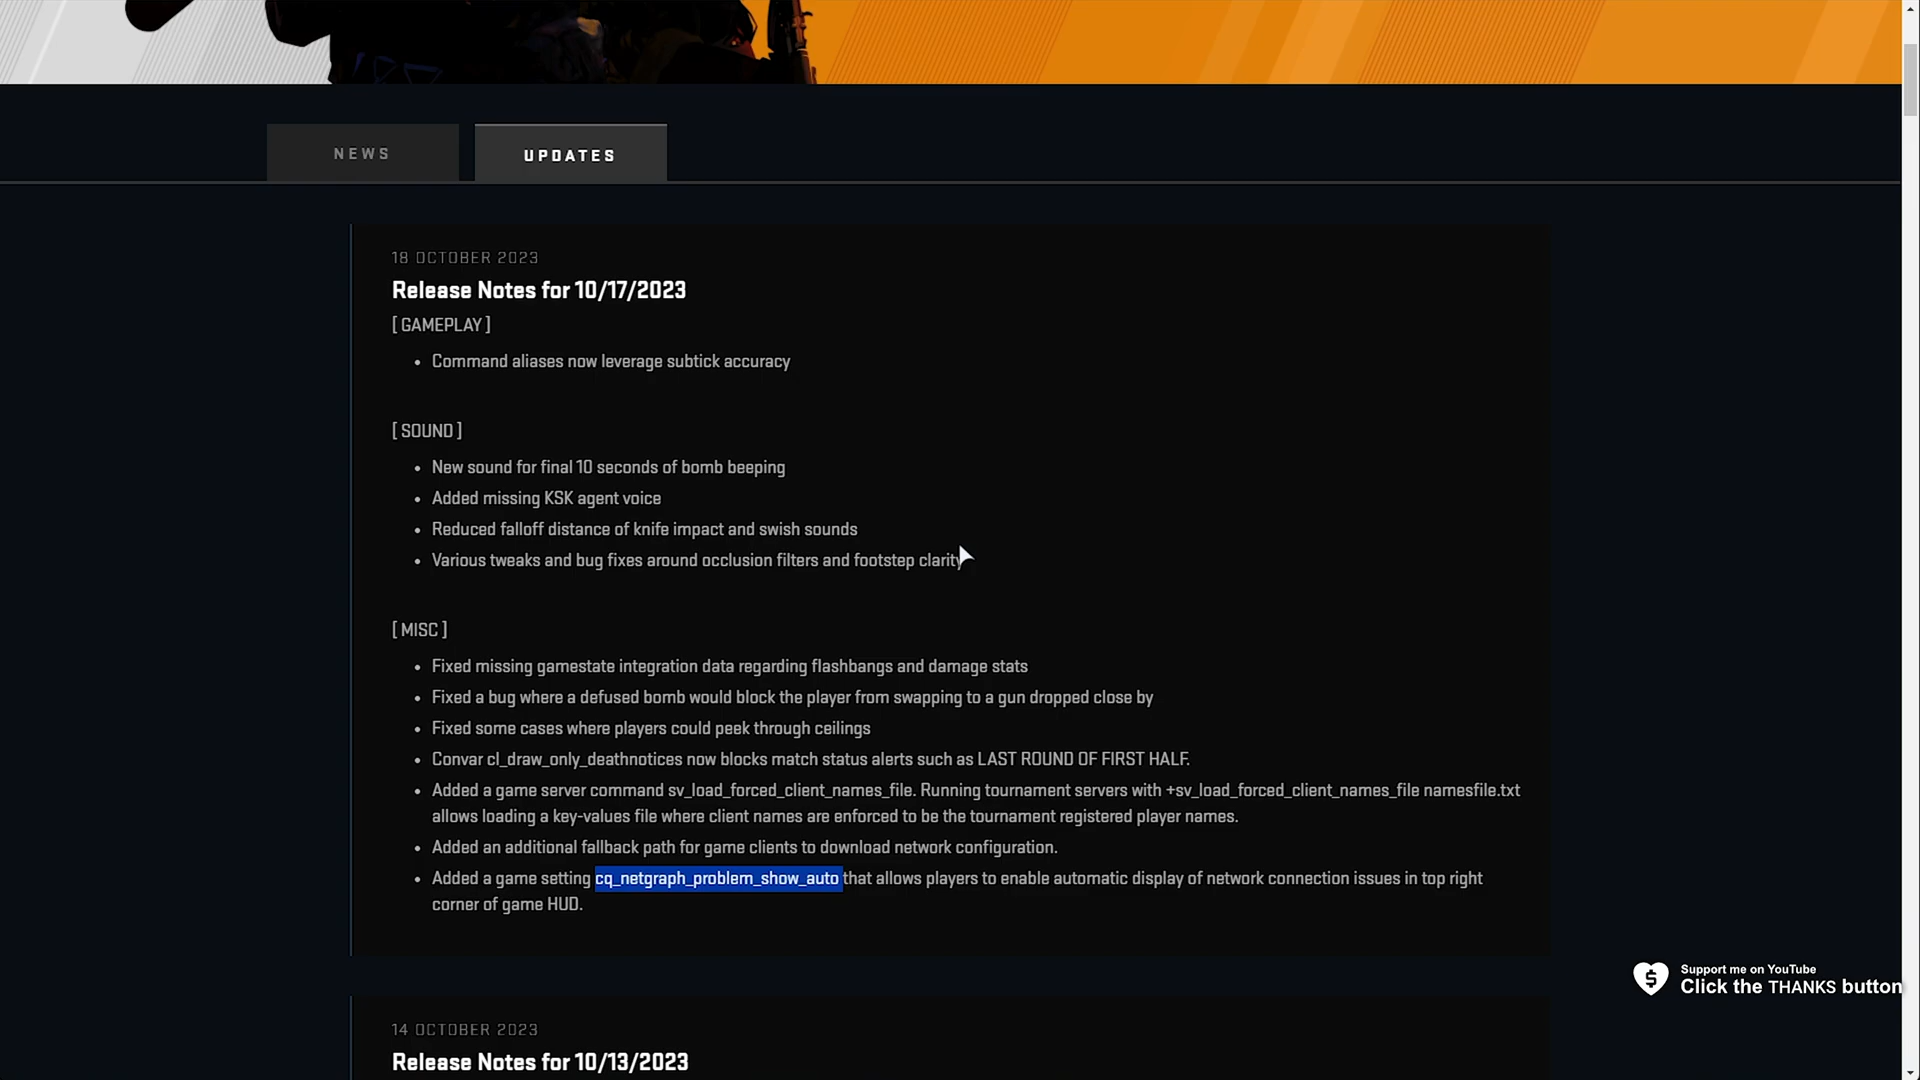 NEWS
UPDATES
18 OCTOBER 2023
Release Notes for 10/17/2023
[ GAMEPLAY ]
• Command aliases now leverage subtick accuracy
[ SOUND ]
• New sound for final 10 seconds of bomb beeping
• Added missing KSK agent voice
• Reduced falloff distance of knife impact and swish sounds
• Various tweaks and bug fixes around occlusion filters and footstep clarity
[ MISC ]
• Fixed missing gamestate integration data regarding flashbangs and damage stats
• Fixed a bug where a defused bomb would block the player from swapping to a gun dropped close by
• Fixed some cases where players could peek through ceilings
• Convar cl_draw_only_deathnotices now blocks match status alerts such as LAST ROUND OF FIRST HALF.
• Added a game server command sv_load_forced_client_names_file. Running tournament servers with +sv_load_forced_client_names_file namesfile.txt
allows loading a key-values file where client names are enforced to be the tournament registered player names.
• Added an additional fallback path for game clients to download network configuration.
• Added a game setting cq_netgraph_problem_show_auto that allows players to enable automatic display of network connection issues in top right
corner of game HUD.
Support me on YouTube
Click the THANKS button
14 OCTOBER 2023
Release Notes for 10/13/2023